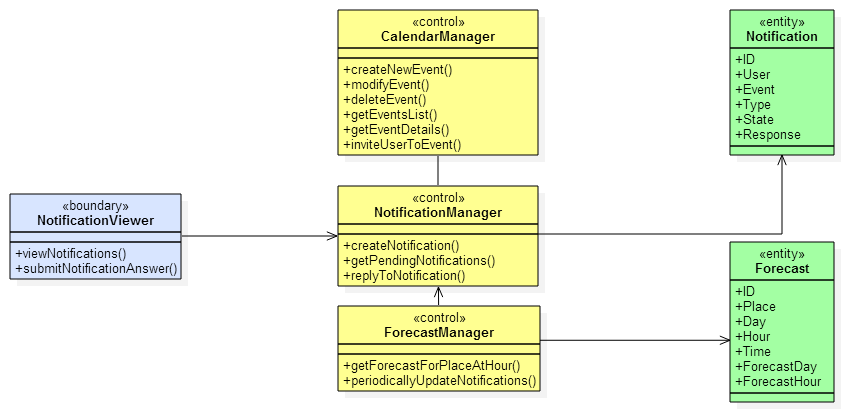 «control»
CalendarManager
+createNewEvent()
+modifyEvent()
+deleteEvent()
+getEventsList()
+getEventDetails()
+inviteUserToEvent()
«entity»
Notification
+ID
+User
+Event
+Type
+State
+Response
«boundary»
NotificationViewer
+viewNotifications()
+submitNotificationAnswer()
«control»
NotificationManager
+createNotification()
+getPendingNotifications()
+replyToNotification()
«entity»
Forecast
+ID
+Place
+Day
+Hour
+Time
+ForecastDay
+ForecastHour
«control»
ForecastManager
+getForecastForPlaceAtHour()
+periodicallyUpdateNotifications()